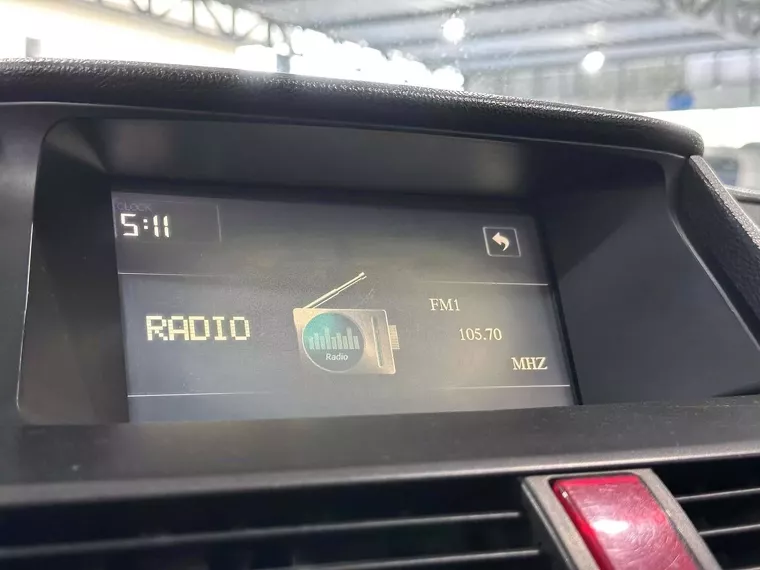 CLOCK
5:11
RADIO
Radio
FM1
105.70
MHZ